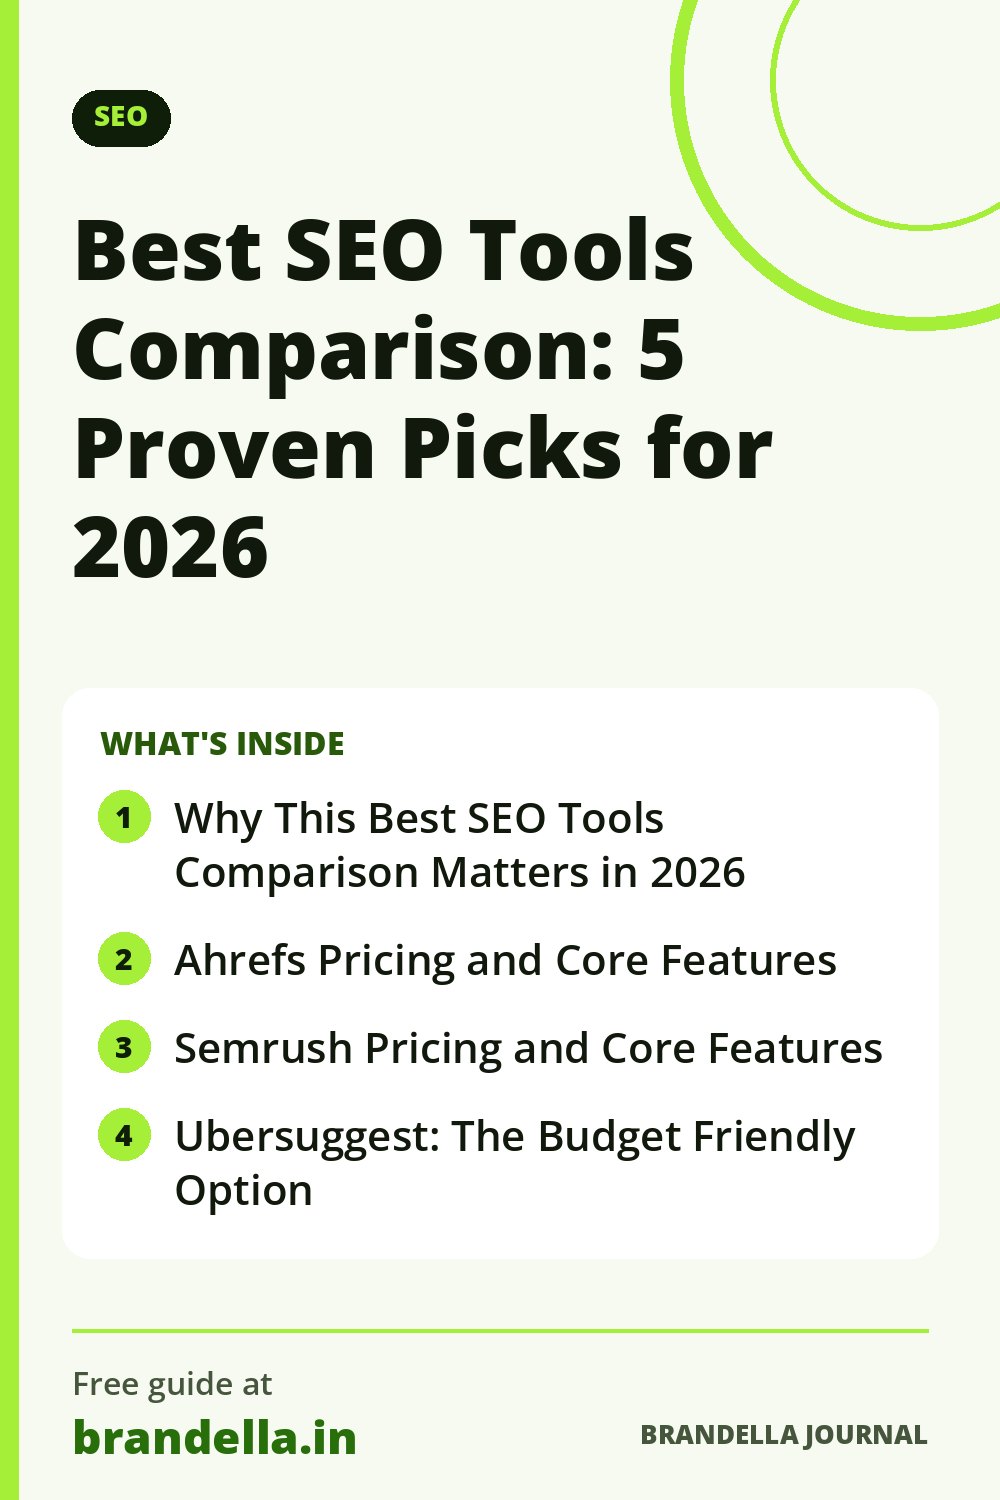 SEO
Best SEO Tools
Comparison: 5
Proven Picks for
2026
WHAT'S INSIDE
1 Why This Best SEO Tools
Comparison Matters in 2026
2 Ahrefs Pricing and Core Features
3 Semrush Pricing and Core Features
4 Ubersuggest: The Budget Friendly
Option
Free guide at
brandella.in
BRANDELLA JOURNAL